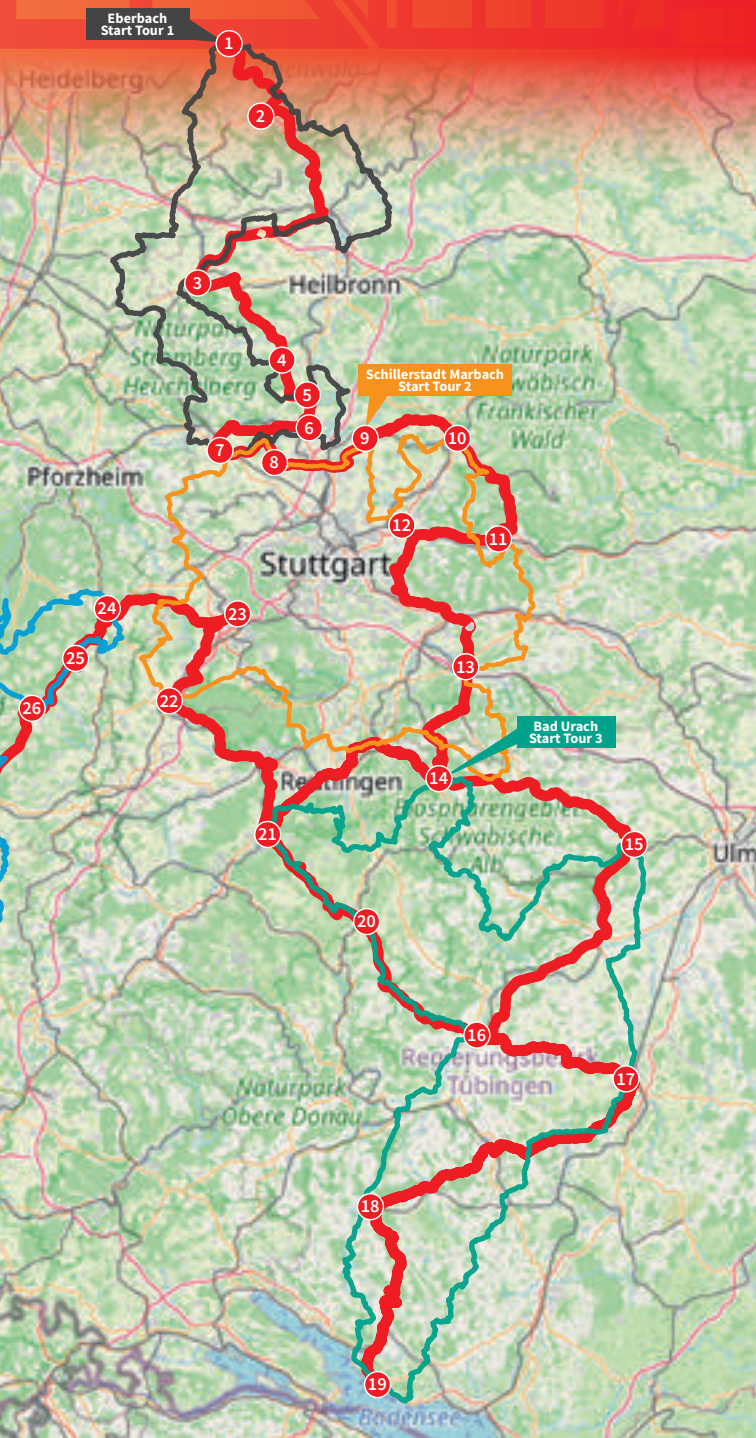 Eberbach
Start Tour 1
1
Heidelberg
2
Heilbronn
3
Naturpark
Stromberg
Heuchelberg
4
5
6
Schillerstadt Marbach
Start Tour 2
Naturpark
wäbisch
Fränkischer
Wald
7
8
9
10
Pforzheim
12
11
Stuttgart
24
23
25
13
26
22
Bad Urach
Start Tour 3
Reutlingen
14
Biosphärengebiet
Schwäbische
Alb
21
15
Ulm
20
16
Regierungsbezirk
Tübingen
17
Naturpark
Obere Donau
18
19
Bodensee